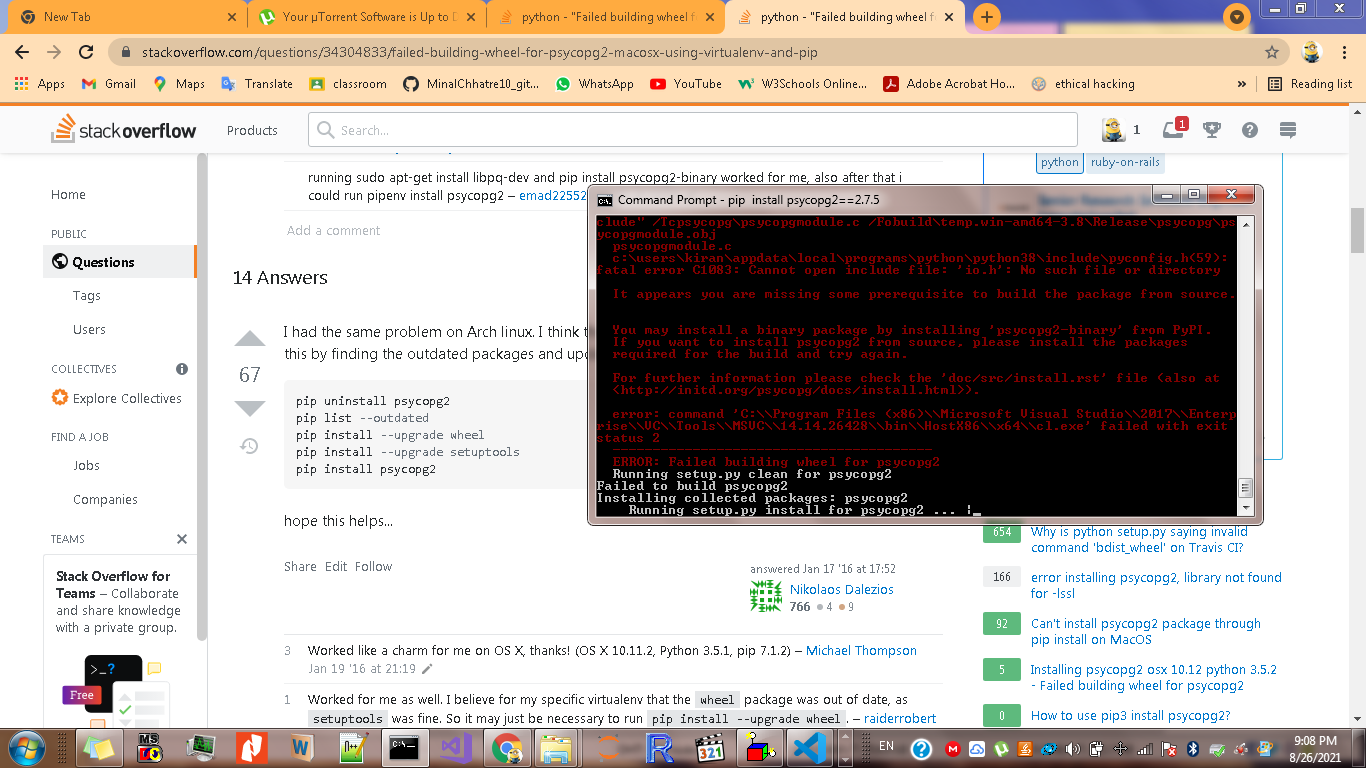 New Tab
Your µTorrent Software is Up to D
python - "Failed building wheel f
python - "Failed building wheel f
stackoverflow.com/questions/34304833/failed-building-wheel-for-psycopg2-macosx-using-virtualenv-and-pip
Apps
Gmail
Maps
Translate
classroom
MinalChhatre10_git...
WhatsApp
YouTube
W3Schools Online...
Adobe Acrobat Ho...
ethical hacking
»
Reading list
stackoverflow
Products
Search...
1
1
python
ruby-on-rails
Home
PUBLIC
Questions
Tags
Users
COLLECTIVES
Explore Collectives
FIND A JOB
Jobs
Companies
TEAMS
Stack Overflow for
Teams – Collaborate
and share knowledge
with a private group.
>_?
Free
running sudo apt-get install libpq-dev and pip install psycopg2-binary worked for me, also after that i
could run pipenv install psycopg2 – emad22552
Add a comment
14 Answers
67
I had the same problem on Arch linux. I think t
this by finding the outdated packages and upd
pip uninstall psycopg2
pip list --outdated
pip install --upgrade wheel
pip install --upgrade setuptools
pip install psycopg2
hope this helps...
Share Edit Follow
answered Jan 17 '16 at 17:52
Nikolaos Dalezios
766 4 9
3 Worked like a charm for me on OS X, thanks! (OS X 10.11.2, Python 3.5.1, pip 7.1.2) – Michael Thompson
Jan 19 '16 at 21:19
1 Worked for me as well. I believe for my specific virtualenv that the wheel package was out of date, as
setuptools was fine. So it may just be necessary to run pip install --upgrade wheel. – raiderrobert
Command Prompt - pip install psycopg2==2.7.5
clude" /Tcpsycopg\psycopgmodule.c /Fobuild\temp.win-amd64-3.8\Release\psycopg\ps
ycopgmodule.obj
psycopgmodule.c
c:\users\kiran\appdata\local\programs\python\python38\include\pyconfig.h(59):
fatal error C1083: Cannot open include file: 'io.h': No such file or directory
It appears you are missing some prerequisite to build the package from source.
You may install a binary package by installing 'psycopg2-binary' from PyPI.
If you want to install psycopg2 from source, please install the packages
required for the build and try again.
For further information please check the 'doc/src/install.rst' file (also at
<http://initd.org/psycopg/docs/install.html>).
error: command 'C:\\Program Files (x86)\\Microsoft Visual Studio\\2017\\Enterp
rise\\VC\\Tools\\MSVC\\14.14.26428\\bin\\HostX86\\x64\\cl.exe' failed with exit
status 2
----------------------------------------
ERROR: Failed building wheel for psycopg2
Running setup.py clean for psycopg2
Failed to build psycopg2
Installing collected packages: psycopg2
Running setup.py install for psycopg2 ... |_
654 Why is python setup.py saying invalid
command 'bdist_wheel' on Travis CI?
166 error installing psycopg2, library not found
for -lssl
92 Can't install psycopg2 package through
pip install on MacOS
5 Installing psycopg2 osx 10.12 python 3.5.2
- Failed building wheel for psycopg2
0 How to use pip3 install psycopg2?
EN
9:08 PM
8/26/2021